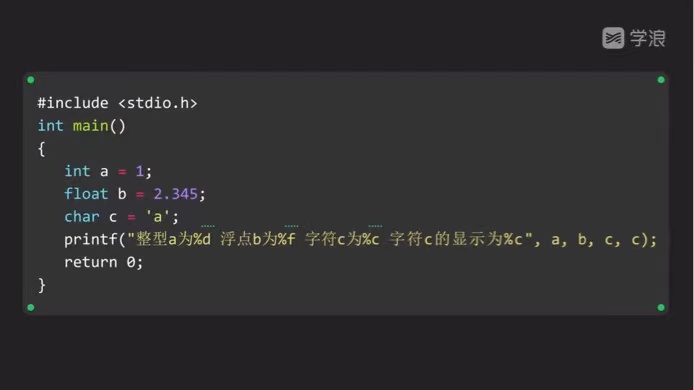 学浪
#include <stdio.h>
int main()
{
int a = 1;
float b = 2.345;
char c = 'a';
printf("整型a为%d 浮点b为%f 字符c为%c 字符c的显示为%c", a, b, c, c);
return 0;
}